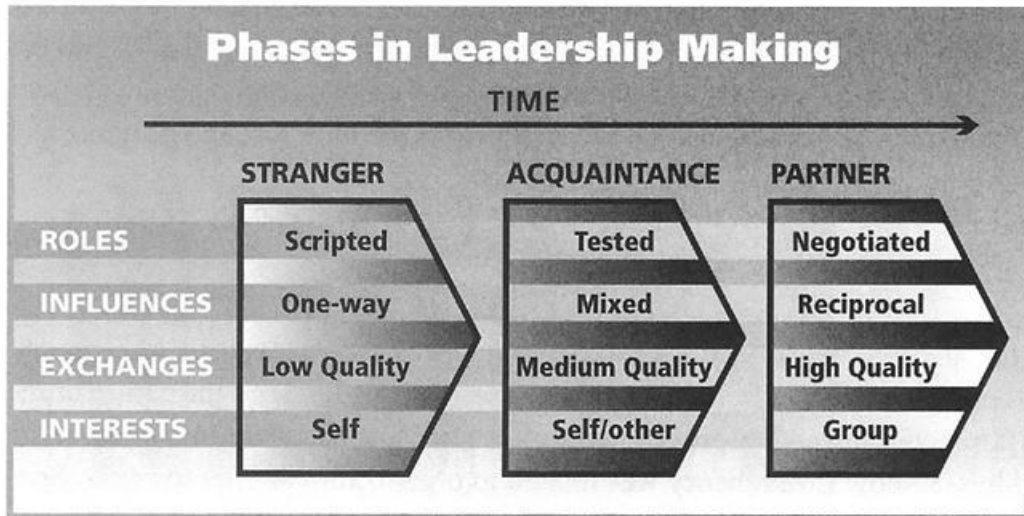 Phases in Leadership Making
TIME
STRANGER ACQUAINTANCE PARTNER
ROLES Scripted Tested Negotiated
INFLUENCES One-way Mixed Reciprocal
EXCHANGES Low Quality Medium Quality High Quality
INTERESTS Self Self/other Group